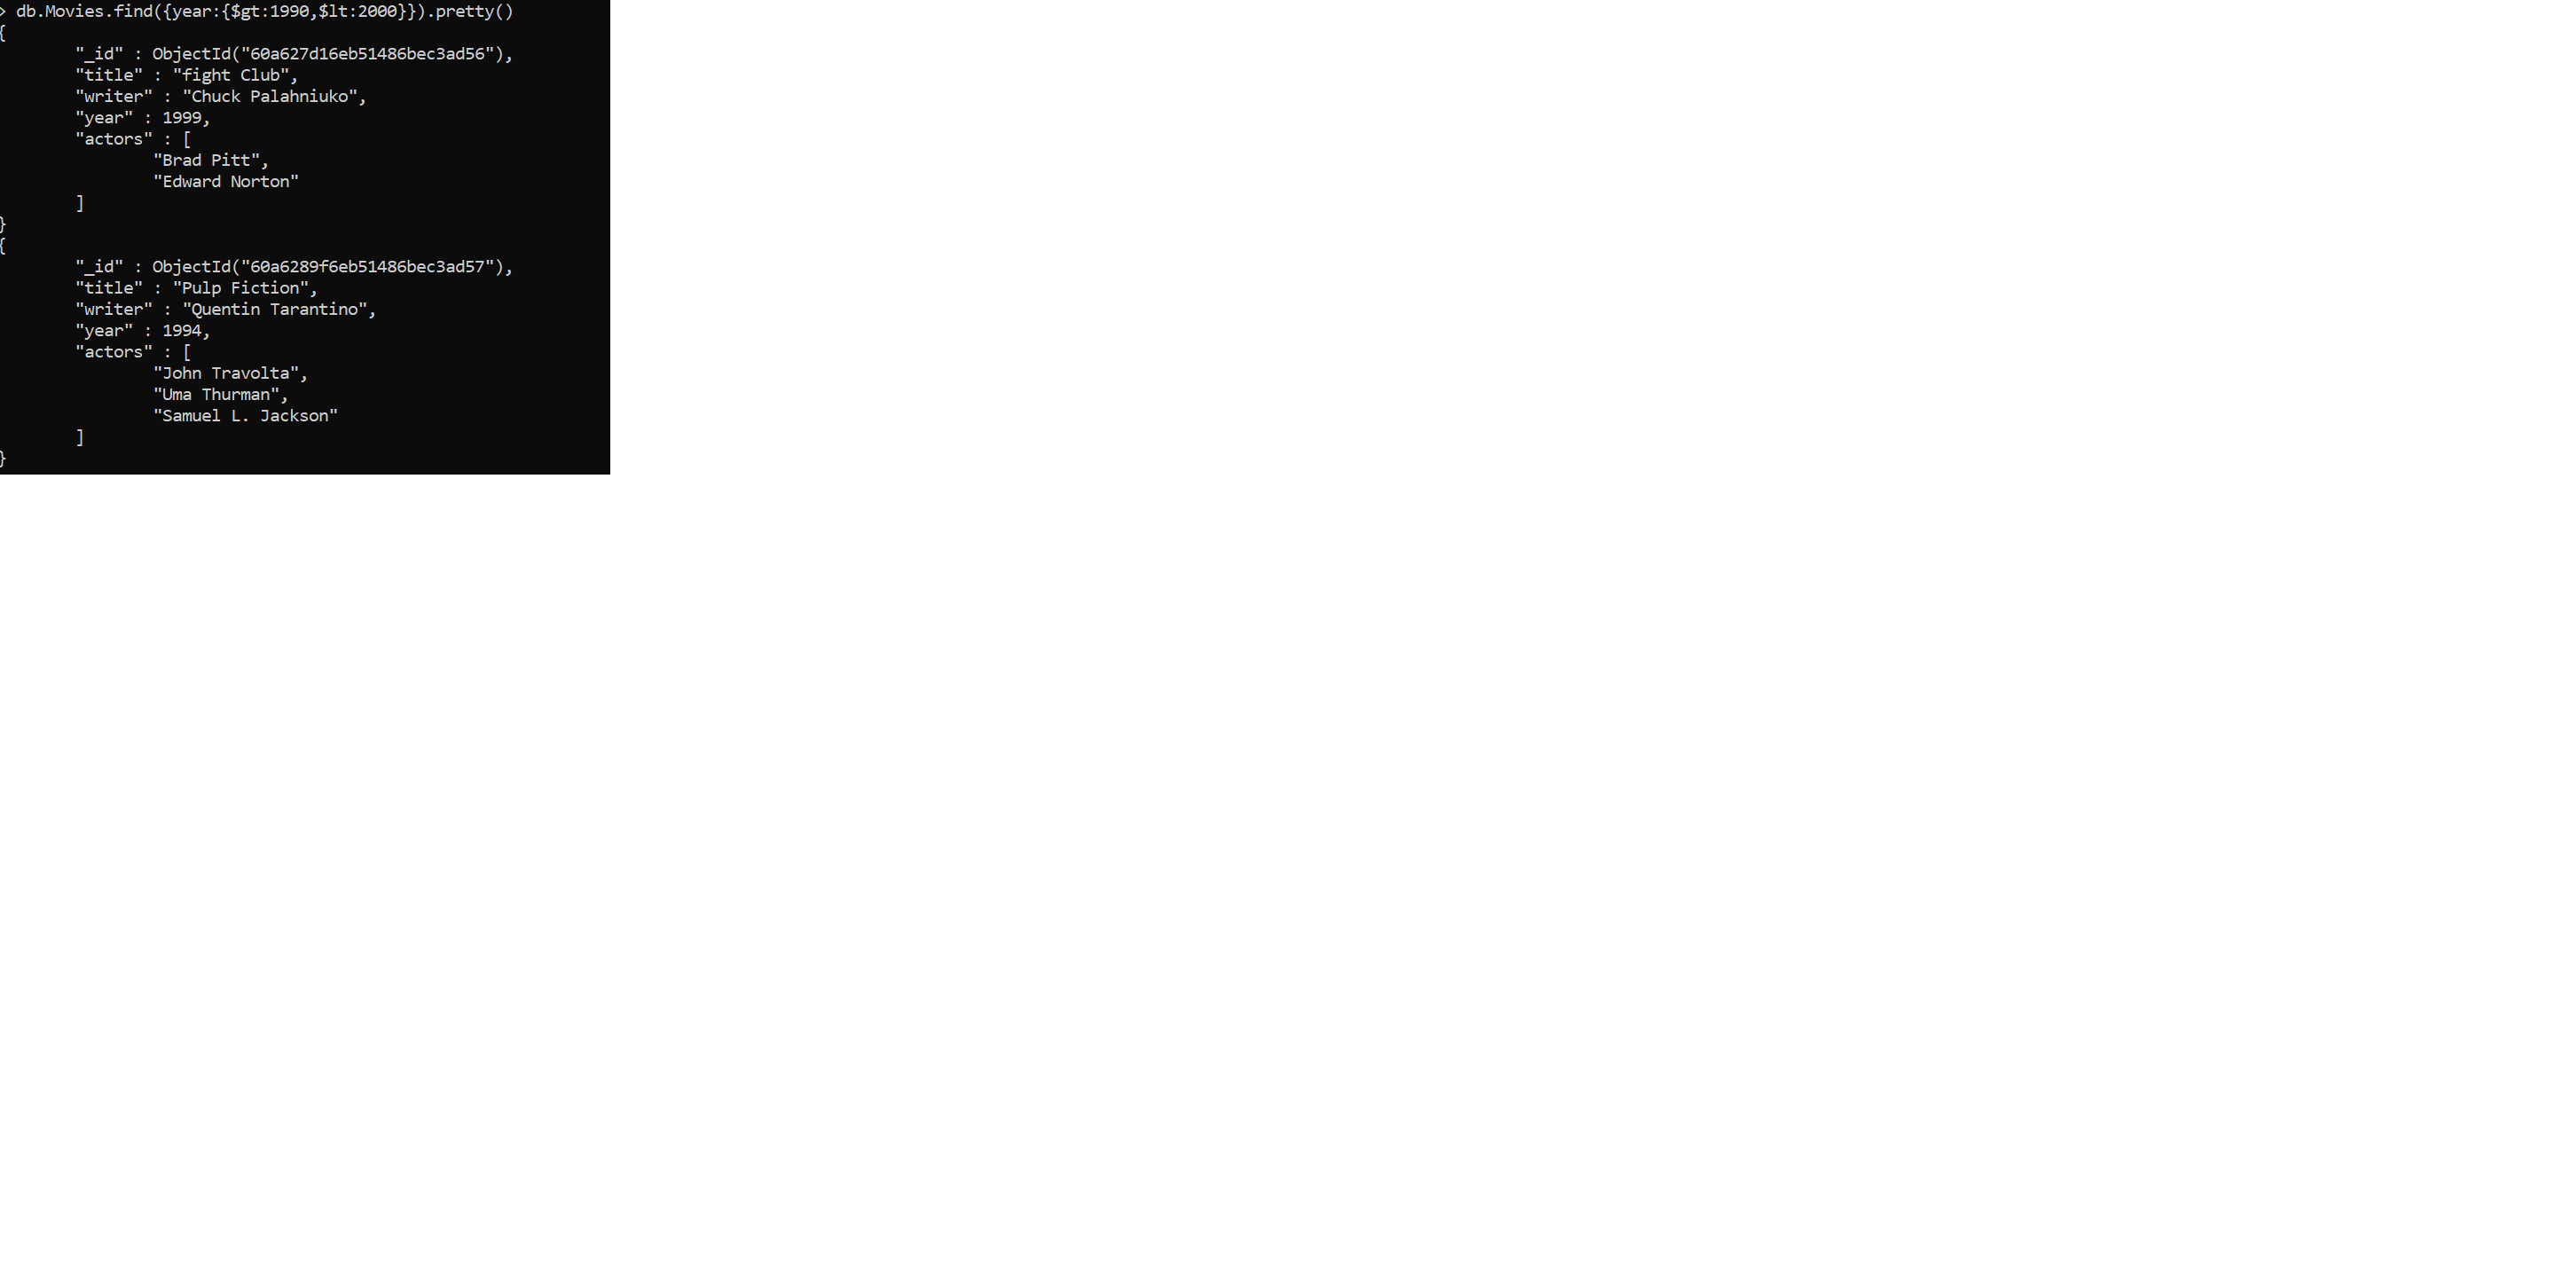 > db.Movies.find({year:{$gt:1990,$lt:2000}}).pretty()
{
        "_id" : ObjectId("60a627d16eb51486bec3ad56"),
        "title" : "fight Club",
        "writer" : "Chuck Palahniuko",
        "year" : 1999,
        "actors" : [
                "Brad Pitt",
                "Edward Norton"
        ]
}
{
        "_id" : ObjectId("60a6289f6eb51486bec3ad57"),
        "title" : "Pulp Fiction",
        "writer" : "Quentin Tarantino",
        "year" : 1994,
        "actors" : [
                "John Travolta",
                "Uma Thurman",
                "Samuel L. Jackson"
        ]
}